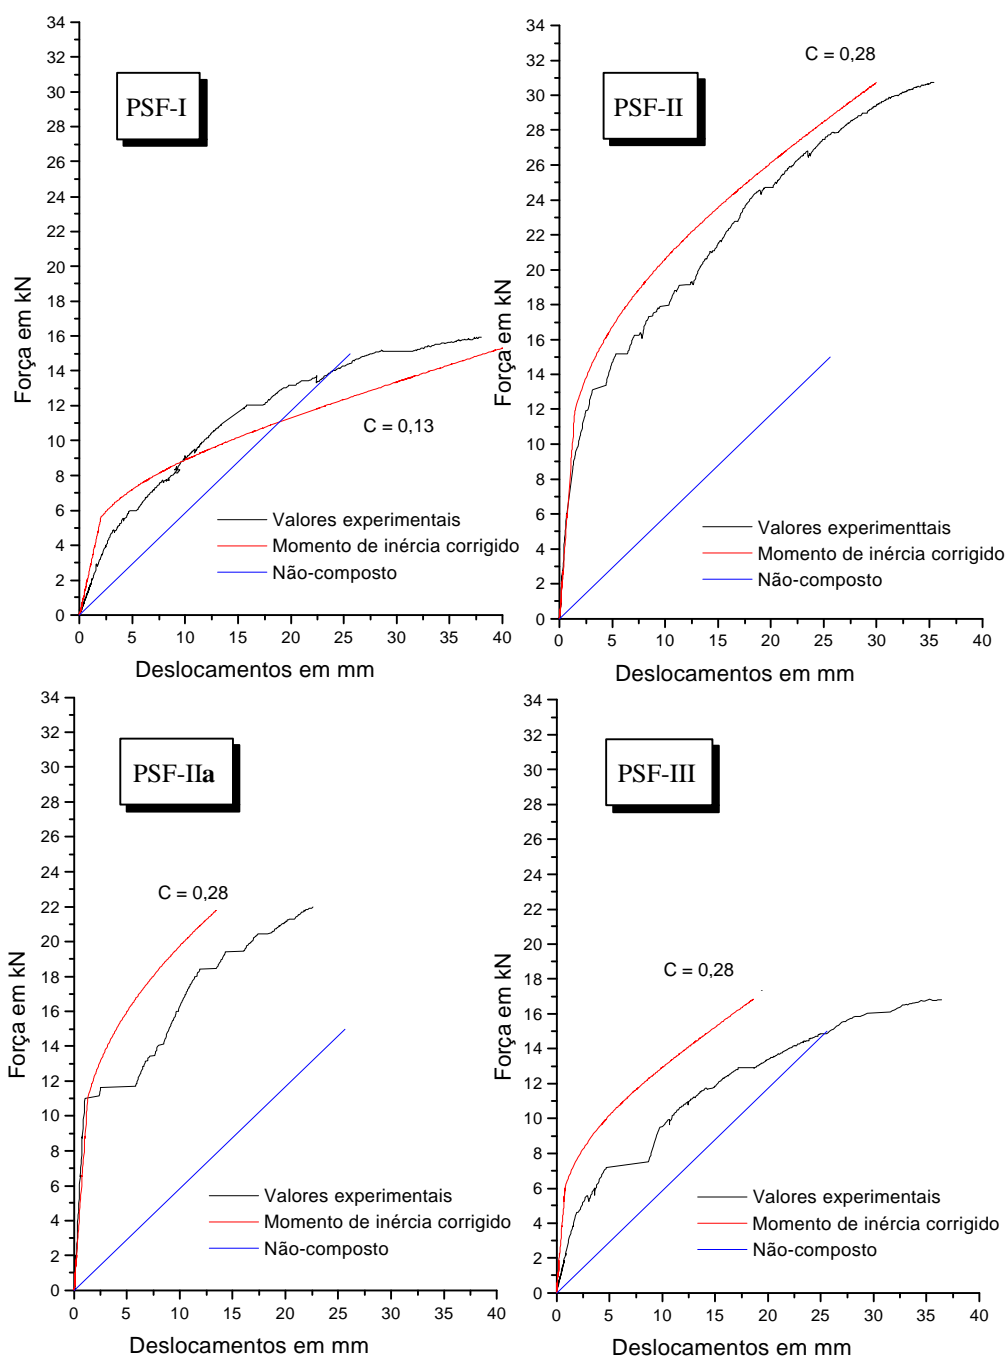 PSF-I
34
32
30
28
26
24
22
20
18
16
14
12
10
8
6
4
2
0
Força em kN
C = 0,13
Valores experimentais
Momento de inércia corrigido
Não-composto
0 5 10 15 20 25 30 35 40
Deslocamentos em mm
C = 0,28
PSF-II
34
32
30
28
26
24
22
20
18
16
14
12
10
8
6
4
2
0
Força em kN
Valores experimenttais
Momento de inércia corrigido
Não-composto
0 5 10 15 20 25 30 35 40
Deslocamentos em mm
PSF-IIa
34
32
30
28
26
24
22
20
18
16
14
12
10
8
6
4
2
0
Força em kN
C = 0,28
Valores experimentais
Momento de inércia corrigido
Não-composto
0 5 10 15 20 25 30 35 40
Deslocamentos em mm
PSF-III
34
32
30
28
26
24
22
20
18
16
14
12
10
8
6
4
2
0
Força em kN
C = 0,28
Valores experimentais
Momento de inércia corrigido
Não-composto
0 5 10 15 20 25 30 35 40
Deslocamentos em mm